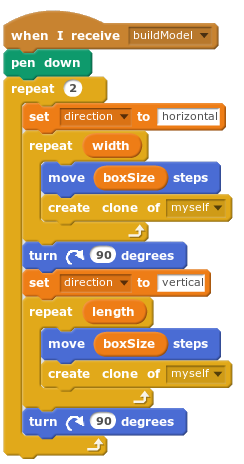 when I receive buildModel
pen down
repeat 2
set direction to horizontal
repeat width
move boxSize steps
create clone of myself
turn 90 degrees
set direction to vertical
repeat length
move boxSize steps
create clone of myself
turn 90 degrees